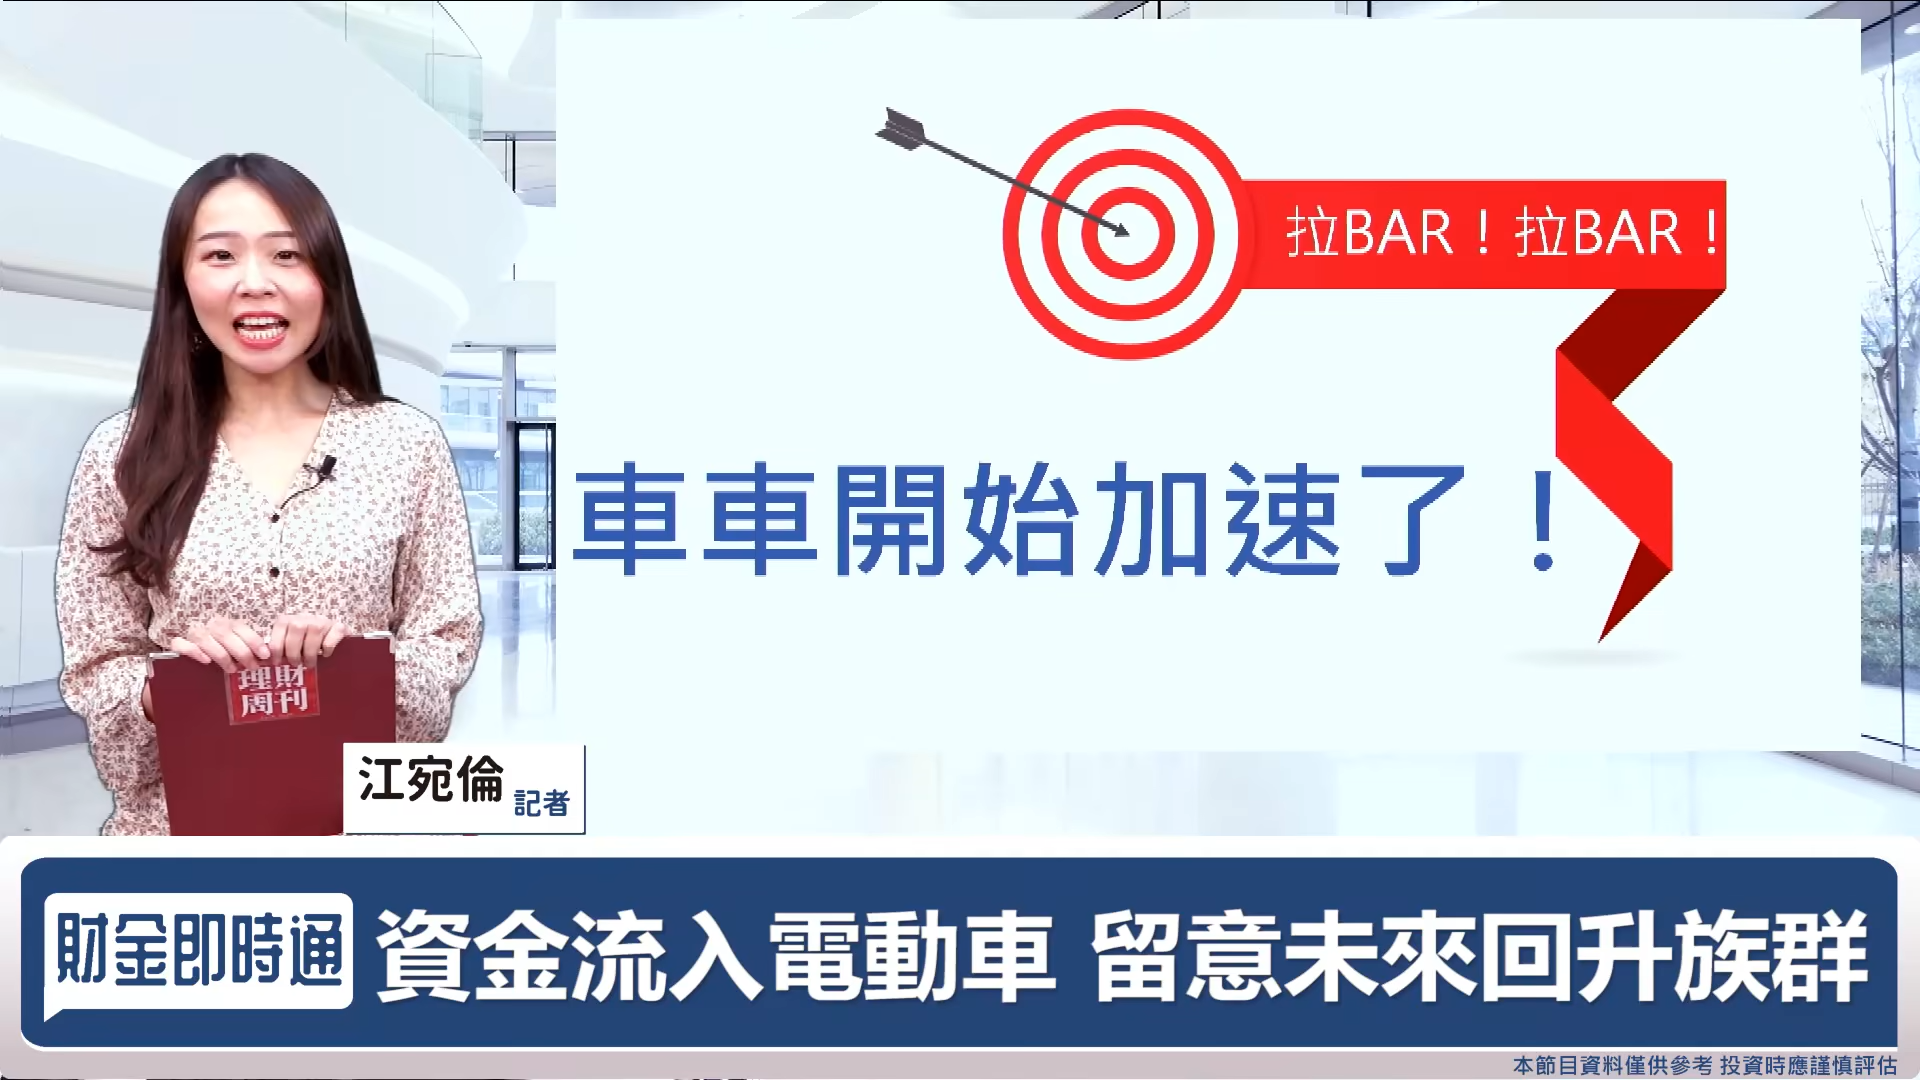 拉BAR！拉BAR！
車車開始加速了！
理財
周刊
江宛倫 記者
財金即時通 資金流入電動車 留意未來回升族群
本節目資料僅供參考 投資時應謹慎評估